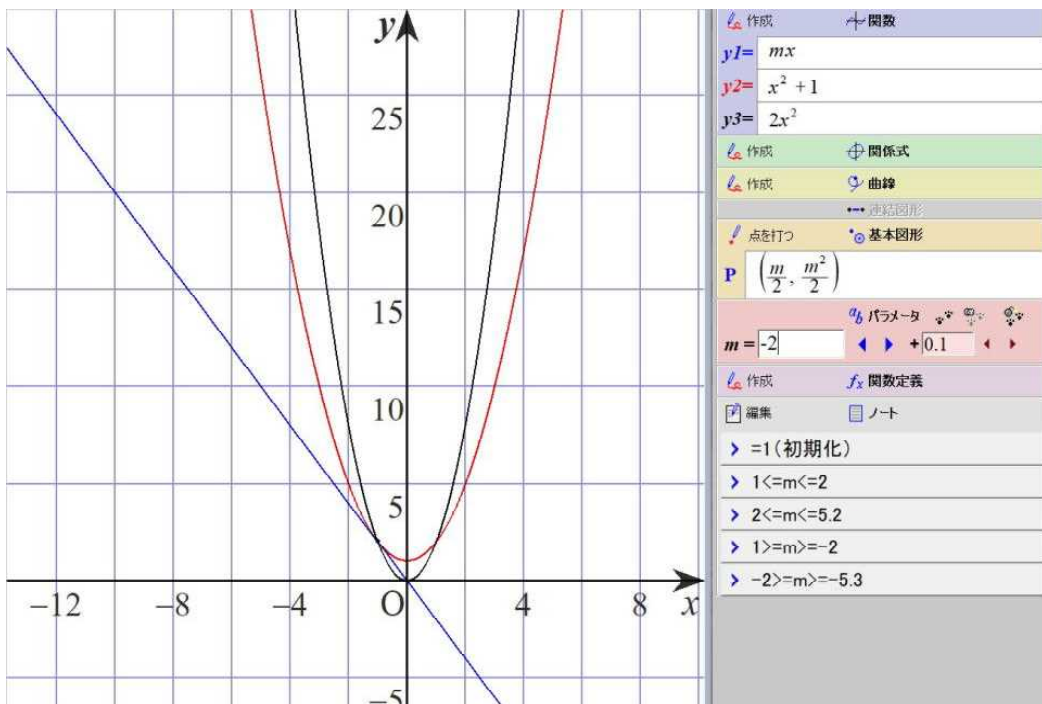 y
25
20
15
10
5
−12 −8 −4 O 4 8 x
−5
作成 関数
y1= mx
y2= x² + 1
y3= 2x²
作成 関係式
作成 曲線
連結図形
点を打つ 基本図形
P (m/2, m²/2)
ab パラメータ
m = -2 +0.1
作成 fx 関数定義
編集 ノート
> =1(初期化)
> 1<=m<=2
> 2<=m<=5.2
> 1>=m>=-2
> -2>=m>=-5.3